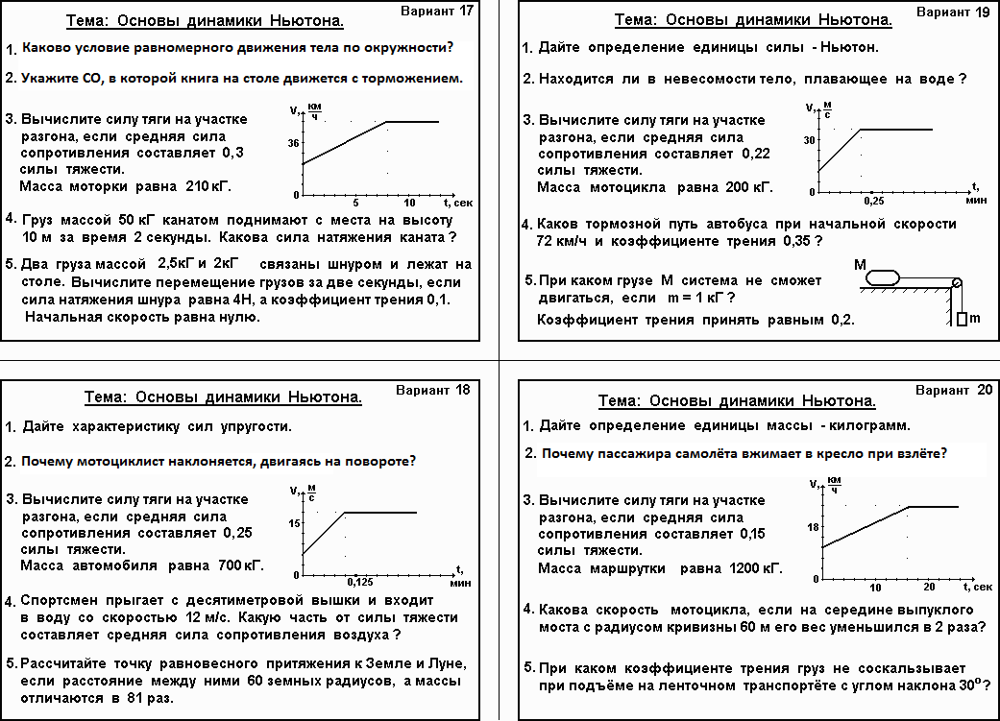 Вариант 17
Тема: Основы динамики Ньютона.
1. Каково условие равномерного движения тела по окружности?
2. Укажите СО, в которой книга на столе движется с торможением.
3. Вычислите силу тяги на участке
разгона, если средняя сила
сопротивления составляет 0,3
силы тяжести.
Масса моторки равна 210 кГ.
V, км/ч
36
0
5 10 t, сек
4. Груз массой 50 кГ канатом поднимают с места на высоту
10 м за время 2 секунды. Какова сила натяжения каната ?
5. Два груза массой 2,5кГ и 2кГ связаны шнуром и лежат на
столе. Вычислите перемещение грузов за две секунды, если
сила натяжения шнура равна 4Н, а коэффициент трения 0,1.
Начальная скорость равна нулю.
Вариант 19
Тема: Основы динамики Ньютона.
1. Дайте определение единицы силы - Ньютон.
2. Находится ли в невесомости тело, плавающее на воде ?
3. Вычислите силу тяги на участке
разгона, если средняя сила
сопротивления составляет 0,22
силы тяжести.
Масса мотоцикла равна 200 кГ.
V, м/с
30
0
0,25
t, мин
4. Каков тормозной путь автобуса при начальной скорости
72 км/ч и коэффициенте трения 0,35 ?
5. При каком грузе М система не сможет
двигаться, если m = 1 кГ ?
Коэффициент трения принять равным 0,2.
M
m
Вариант 18
Тема: Основы динамики Ньютона.
1. Дайте характеристику сил упругости.
2. Почему мотоциклист наклоняется, двигаясь на повороте?
3. Вычислите силу тяги на участке
разгона, если средняя сила
сопротивления составляет 0,25
силы тяжести.
Масса автомобиля равна 700 кГ.
V, м/с
15
0
0,125
t, мин
4. Спортсмен прыгает с десятиметровой вышки и входит
в воду со скоростью 12 м/с. Какую часть от силы тяжести
составляет средняя сила сопротивления воздуха ?
5. Рассчитайте точку равновесного притяжения к Земле и Луне,
если расстояние между ними 60 земных радиусов, а массы
отличаются в 81 раз.
Вариант 20
Тема: Основы динамики Ньютона.
1. Дайте определение единицы массы - килограмм.
2. Почему пассажира самолёта вжимает в кресло при взлёте?
3. Вычислите силу тяги на участке
разгона, если средняя сила
сопротивления составляет 0,15
силы тяжести.
Масса маршрутки равна 1200 кГ.
V, км/ч
18
0
10 20 t, сек
4. Какова скорость мотоцикла, если на середине выпуклого
моста с радиусом кривизны 60 м его вес уменьшился в 2 раза?
5. При каком коэффициенте трения груз не соскальзывает
при подъёме на ленточном транспортёте с углом наклона 30° ?